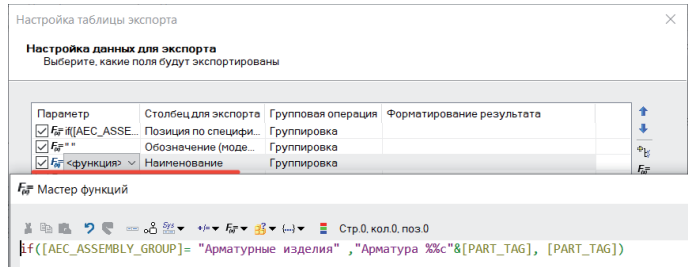 Настройка таблицы экспорта
Настройка данных для экспорта
Выберите, какие поля будут экспортированы
Параметр Столбец для экспорта Групповая операция Форматирование результата
if([AEC_ASSE... Позиция по специфи... Группировка
" " Обозначение (моде... Группировка
<функция> Наименование Группировка
Мастер функций
Стр.0, кол.0, поз.0
if([AEC_ASSEMBLY_GROUP]= "Арматурные изделия" ,"Арматура %%c"&[PART_TAG], [PART_TAG])